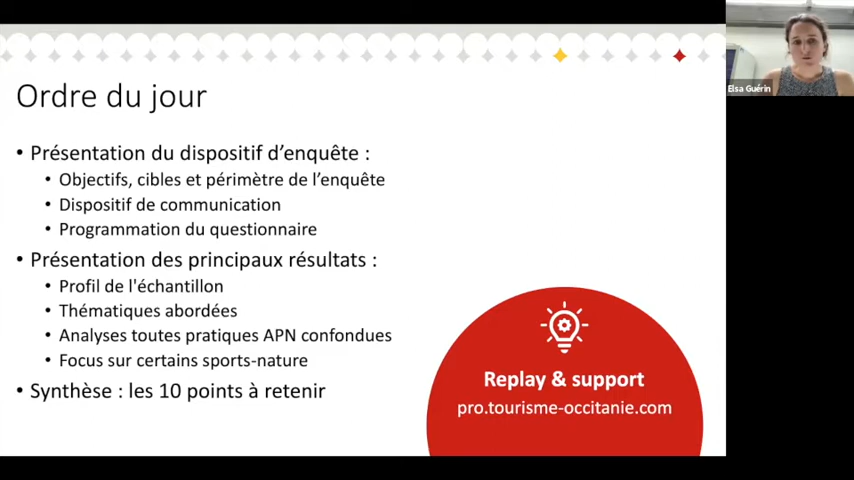 Ordre du jour
• Présentation du dispositif d’enquête :
• Objectifs, cibles et périmètre de l’enquête
• Dispositif de communication
• Programmation du questionnaire
• Présentation des principaux résultats :
• Profil de l'échantillon
• Thématiques abordées
• Analyses toutes pratiques APN confondues
• Focus sur certains sports-nature
• Synthèse : les 10 points à retenir
Replay & support
pro.tourisme-occitanie.com
Elsa Guérin